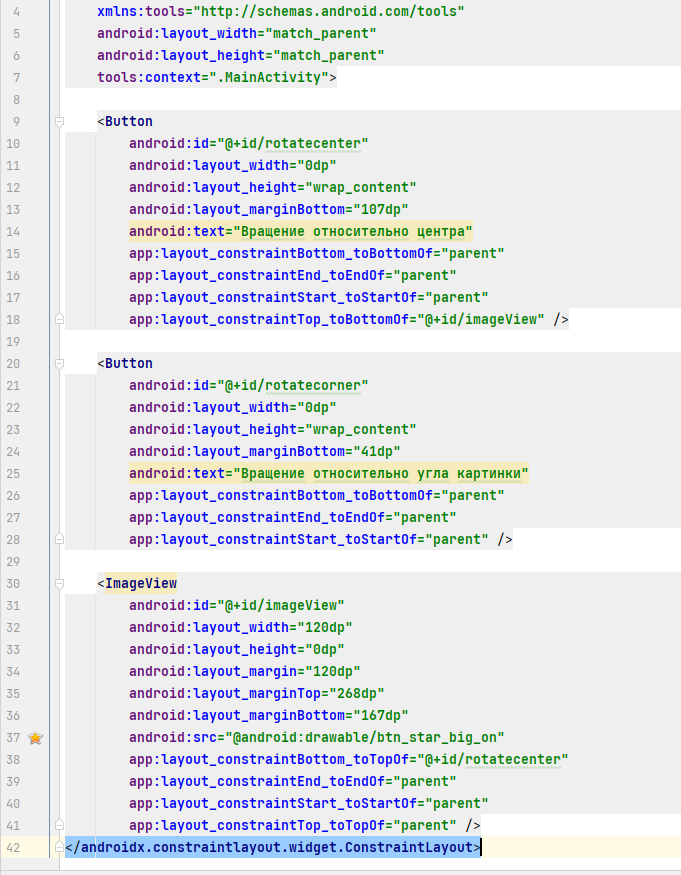 4 xmlns:tools="http://schemas.android.com/tools"
5 android:layout_width="match_parent"
6 android:layout_height="match_parent"
7 tools:context=".MainActivity">
8
9 <Button
10 android:id="@+id/rotatecenter"
11 android:layout_width="0dp"
12 android:layout_height="wrap_content"
13 android:layout_marginBottom="107dp"
14 android:text="Вращение относительно центра"
15 app:layout_constraintBottom_toBottomOf="parent"
16 app:layout_constraintEnd_toEndOf="parent"
17 app:layout_constraintStart_toStartOf="parent"
18 app:layout_constraintTop_toBottomOf="@+id/imageView" />
19
20 <Button
21 android:id="@+id/rotatecorner"
22 android:layout_width="0dp"
23 android:layout_height="wrap_content"
24 android:layout_marginBottom="41dp"
25 android:text="Вращение относительно угла картинки"
26 app:layout_constraintBottom_toBottomOf="parent"
27 app:layout_constraintEnd_toEndOf="parent"
28 app:layout_constraintStart_toStartOf="parent" />
29
30 <ImageView
31 android:id="@+id/imageView"
32 android:layout_width="120dp"
33 android:layout_height="0dp"
34 android:layout_margin="120dp"
35 android:layout_marginTop="268dp"
36 android:layout_marginBottom="167dp"
37 android:src="@android:drawable/btn_star_big_on"
38 app:layout_constraintBottom_toTopOf="@+id/rotatecenter"
39 app:layout_constraintEnd_toEndOf="parent"
40 app:layout_constraintStart_toStartOf="parent"
41 app:layout_constraintTop_toTopOf="parent" />
42 </androidx.constraintlayout.widget.ConstraintLayout>